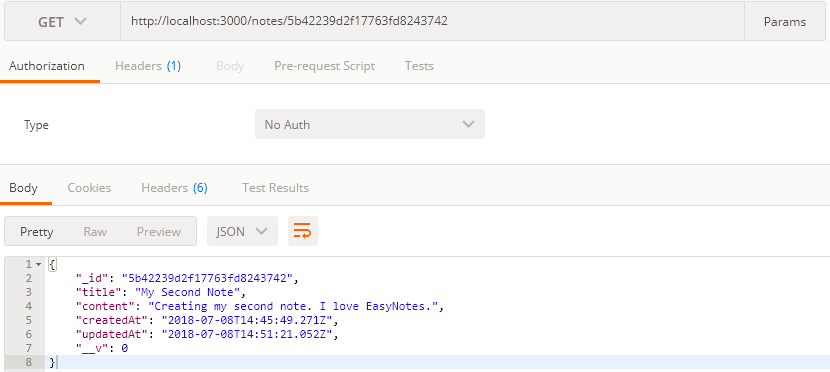 GET http://localhost:3000/notes/5b42239d2f17763fd8243742 Params
Authorization Headers (1) Body Pre-request Script Tests
Type No Auth
Body Cookies Headers (6) Test Results
Pretty Raw Preview JSON
1 {
2 "_id": "5b42239d2f17763fd8243742",
3 "title": "My Second Note",
4 "content": "Creating my second note. I love EasyNotes.",
5 "createdAt": "2018-07-08T14:45:49.271Z",
6 "updatedAt": "2018-07-08T14:51:21.052Z",
7 "__v": 0
8 }